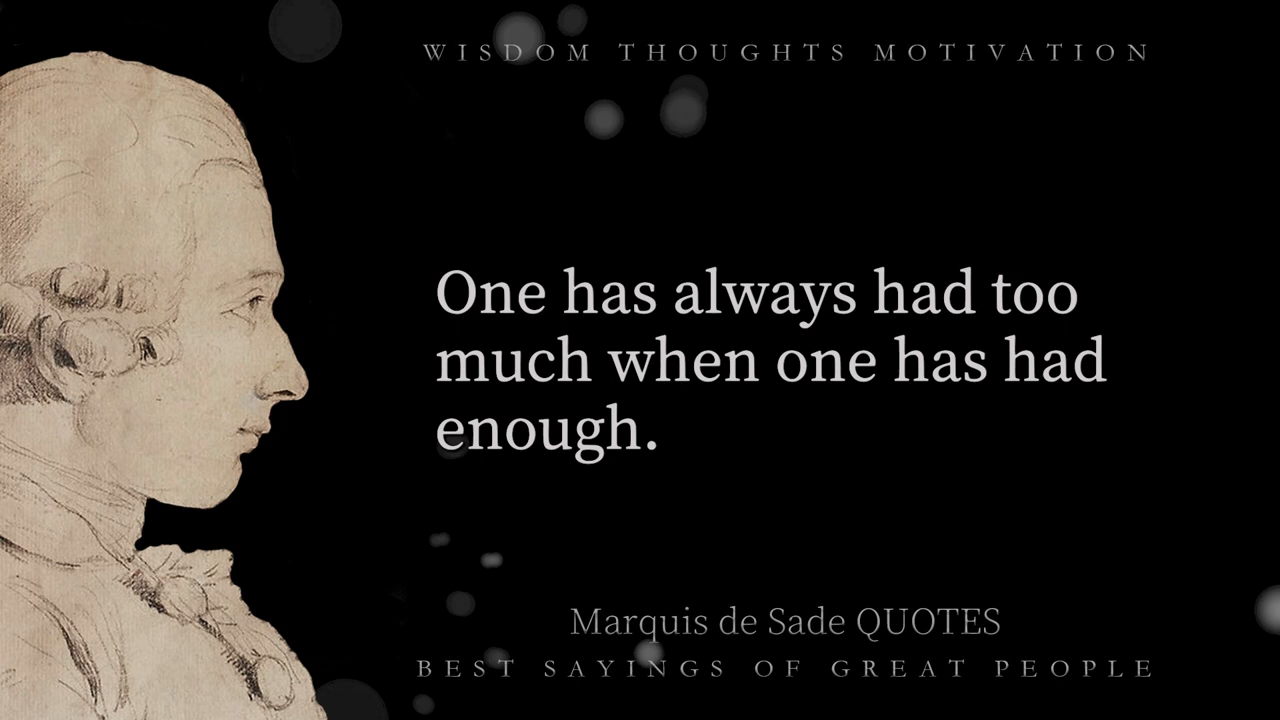 WISDOM THOUGHTS MOTIVATION
One has always had too
much when one has had
enough.
Marquis de Sade QUOTES
BEST SAYINGS OF GREAT PEOPLE